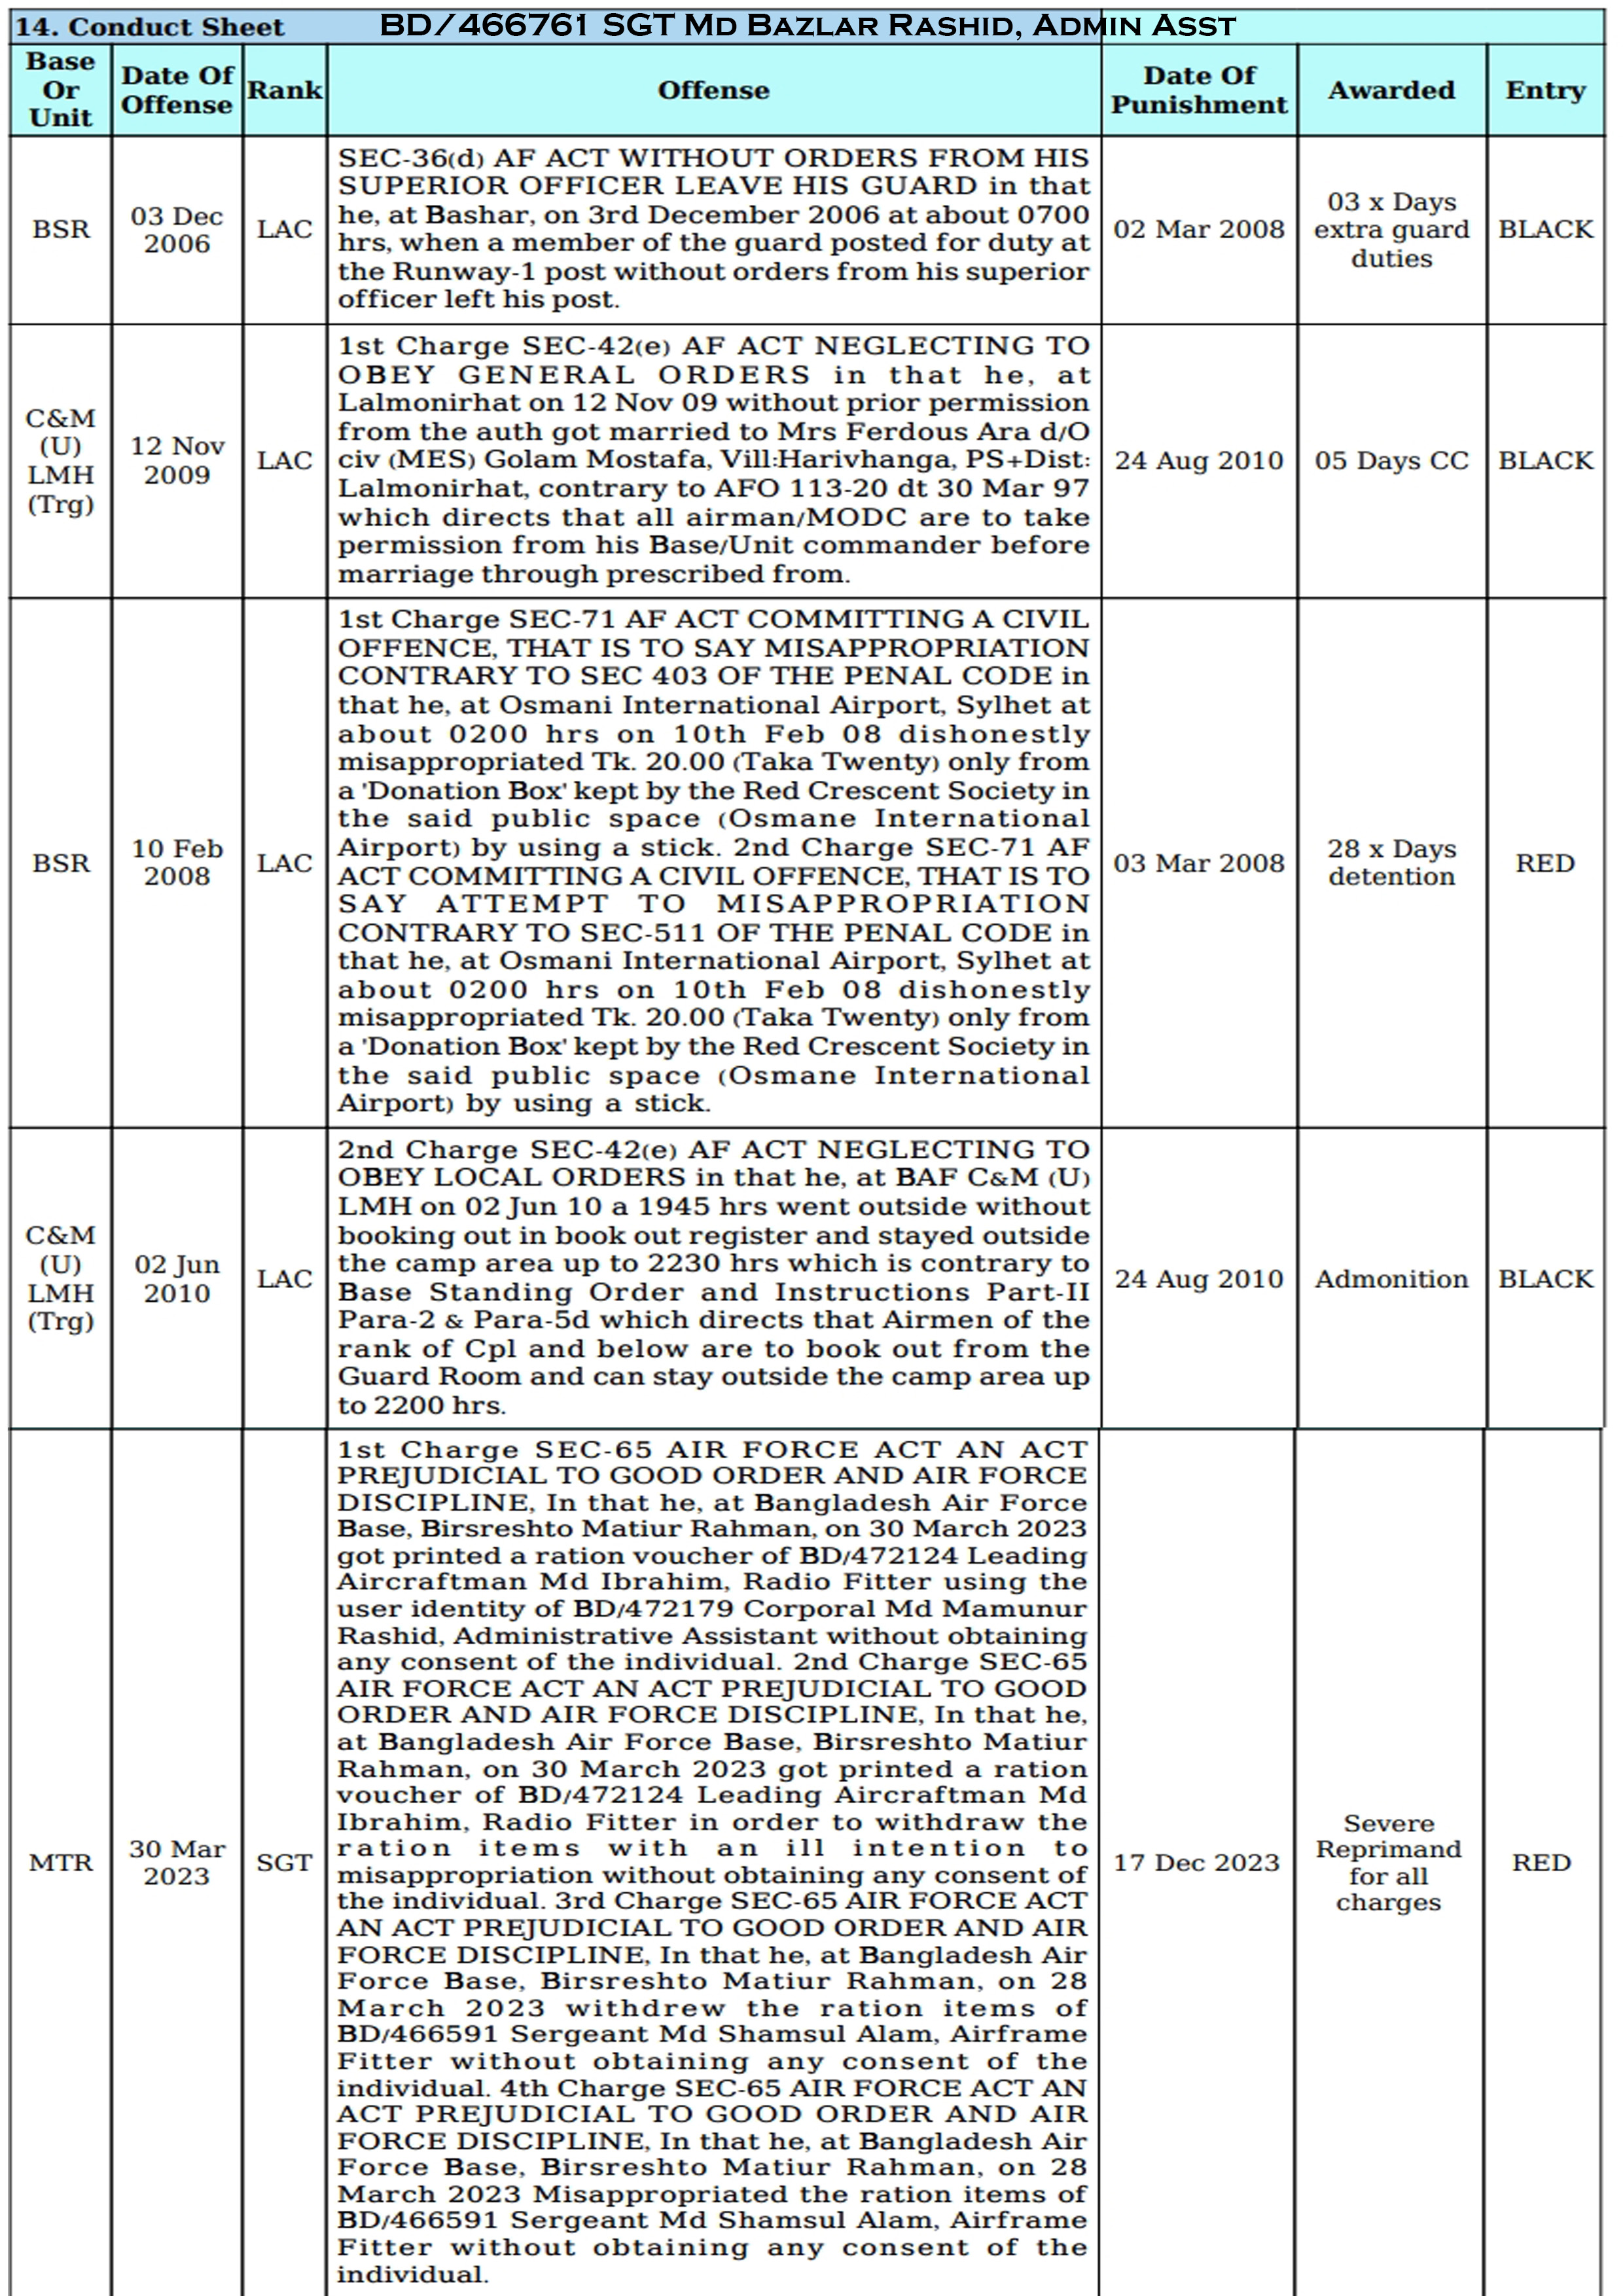 14. Conduct Sheet BD/466761 SGT MD BAZLAR RASHID, ADMIN ASST
Base Or Unit
Date Of Offense
Rank
Offense
Date Of Punishment
Awarded
Entry
BSR
03 Dec 2006
LAC
SEC-36(d) AF ACT WITHOUT ORDERS FROM HIS
SUPERIOR OFFICER LEAVE HIS GUARD in that
he, at Bashar, on 3rd December 2006 at about 0700
hrs, when a member of the guard posted for duty at
the Runway-1 post without orders from his superior
officer left his post.
02 Mar 2008
03 x Days
extra guard
duties
BLACK
C&M
(U)
LMH
(Trg)
12 Nov
2009
LAC
1st Charge SEC-42(e) AF ACT NEGLECTING TO
OBEY GENERAL ORDERS in that he, at
Lalmonirhat on 12 Nov 09 without prior permission
from the auth got married to Mrs Ferdous Ara d/O
civ (MES) Golam Mostafa, Vill:Harivhanga, PS+Dist:
Lalmonirhat, contrary to AFO 113-20 dt 30 Mar 97
which directs that all airman/MODC are to take
permission from his Base/Unit commander before
marriage through prescribed from.
24 Aug 2010
05 Days CC
BLACK
BSR
10 Feb
2008
LAC
1st Charge SEC-71 AF ACT COMMITTING A CIVIL
OFFENCE, THAT IS TO SAY MISAPPROPRIATION
CONTRARY TO SEC 403 OF THE PENAL CODE in
that he, at Osmani International Airport, Sylhet at
about 0200 hrs on 10th Feb 08 dishonestly
misappropriated Tk. 20.00 (Taka Twenty) only from
a 'Donation Box' kept by the Red Crescent Society in
the said public space (Osmane International
Airport) by using a stick. 2nd Charge SEC-71 AF
ACT COMMITTING A CIVIL OFFENCE, THAT IS TO
SAY ATTEMPT TO MISAPPROPRIATION
CONTRARY TO SEC-511 OF THE PENAL CODE in
that he, at Osmani International Airport, Sylhet at
about 0200 hrs on 10th Feb 08 dishonestly
misappropriated Tk. 20.00 (Taka Twenty) only from
a 'Donation Box' kept by the Red Crescent Society in
the said public space (Osmane International
Airport) by using a stick.
03 Mar 2008
28 x Days
detention
RED
C&M
(U)
LMH
(Trg)
02 Jun
2010
LAC
2nd Charge SEC-42(e) AF ACT NEGLECTING TO
OBEY LOCAL ORDERS in that he, at BAF C&M (U)
LMH on 02 Jun 10 a 1945 hrs went outside without
booking out in book out register and stayed outside
the camp area up to 2230 hrs which is contrary to
Base Standing Order and Instructions Part-II
Para-2 & Para-5d which directs that Airmen of the
rank of Cpl and below are to book out from the
Guard Room and can stay outside the camp area up
to 2200 hrs.
24 Aug 2010
Admonition
BLACK
MTR
30 Mar
2023
SGT
1st Charge SEC-65 AIR FORCE ACT AN ACT
PREJUDICIAL TO GOOD ORDER AND AIR FORCE
DISCIPLINE, In that he, at Bangladesh Air Force
Base, Birsreshto Matiur Rahman, on 30 March 2023
got printed a ration voucher of BD/472124 Leading
Aircraftman Md Ibrahim, Radio Fitter using the
user identity of BD/472179 Corporal Md Mamunur
Rashid, Administrative Assistant without obtaining
any consent of the individual. 2nd Charge SEC-65
AIR FORCE ACT AN ACT PREJUDICIAL TO GOOD
ORDER AND AIR FORCE DISCIPLINE, In that he,
at Bangladesh Air Force Base, Birsreshto Matiur
Rahman, on 30 March 2023 got printed a ration
voucher of BD/472124 Leading Aircraftman Md
Ibrahim, Radio Fitter in order to withdraw the
ration items with an ill intention to
misappropriation without obtaining any consent of
the individual. 3rd Charge SEC-65 AIR FORCE ACT
AN ACT PREJUDICIAL TO GOOD ORDER AND AIR
FORCE DISCIPLINE, In that he, at Bangladesh Air
Force Base, Birsreshto Matiur Rahman, on 28
March 2023 withdrew the ration items of
BD/466591 Sergeant Md Shamsul Alam, Airframe
Fitter without obtaining any consent of the
individual. 4th Charge SEC-65 AIR FORCE ACT AN
ACT PREJUDICIAL TO GOOD ORDER AND AIR
FORCE DISCIPLINE, In that he, at Bangladesh Air
Force Base, Birsreshto Matiur Rahman, on 28
March 2023 Misappropriated the ration items of
BD/466591 Sergeant Md Shamsul Alam, Airframe
Fitter without obtaining any consent of the
individual.
17 Dec 2023
Severe
Reprimand
for all
charges
RED